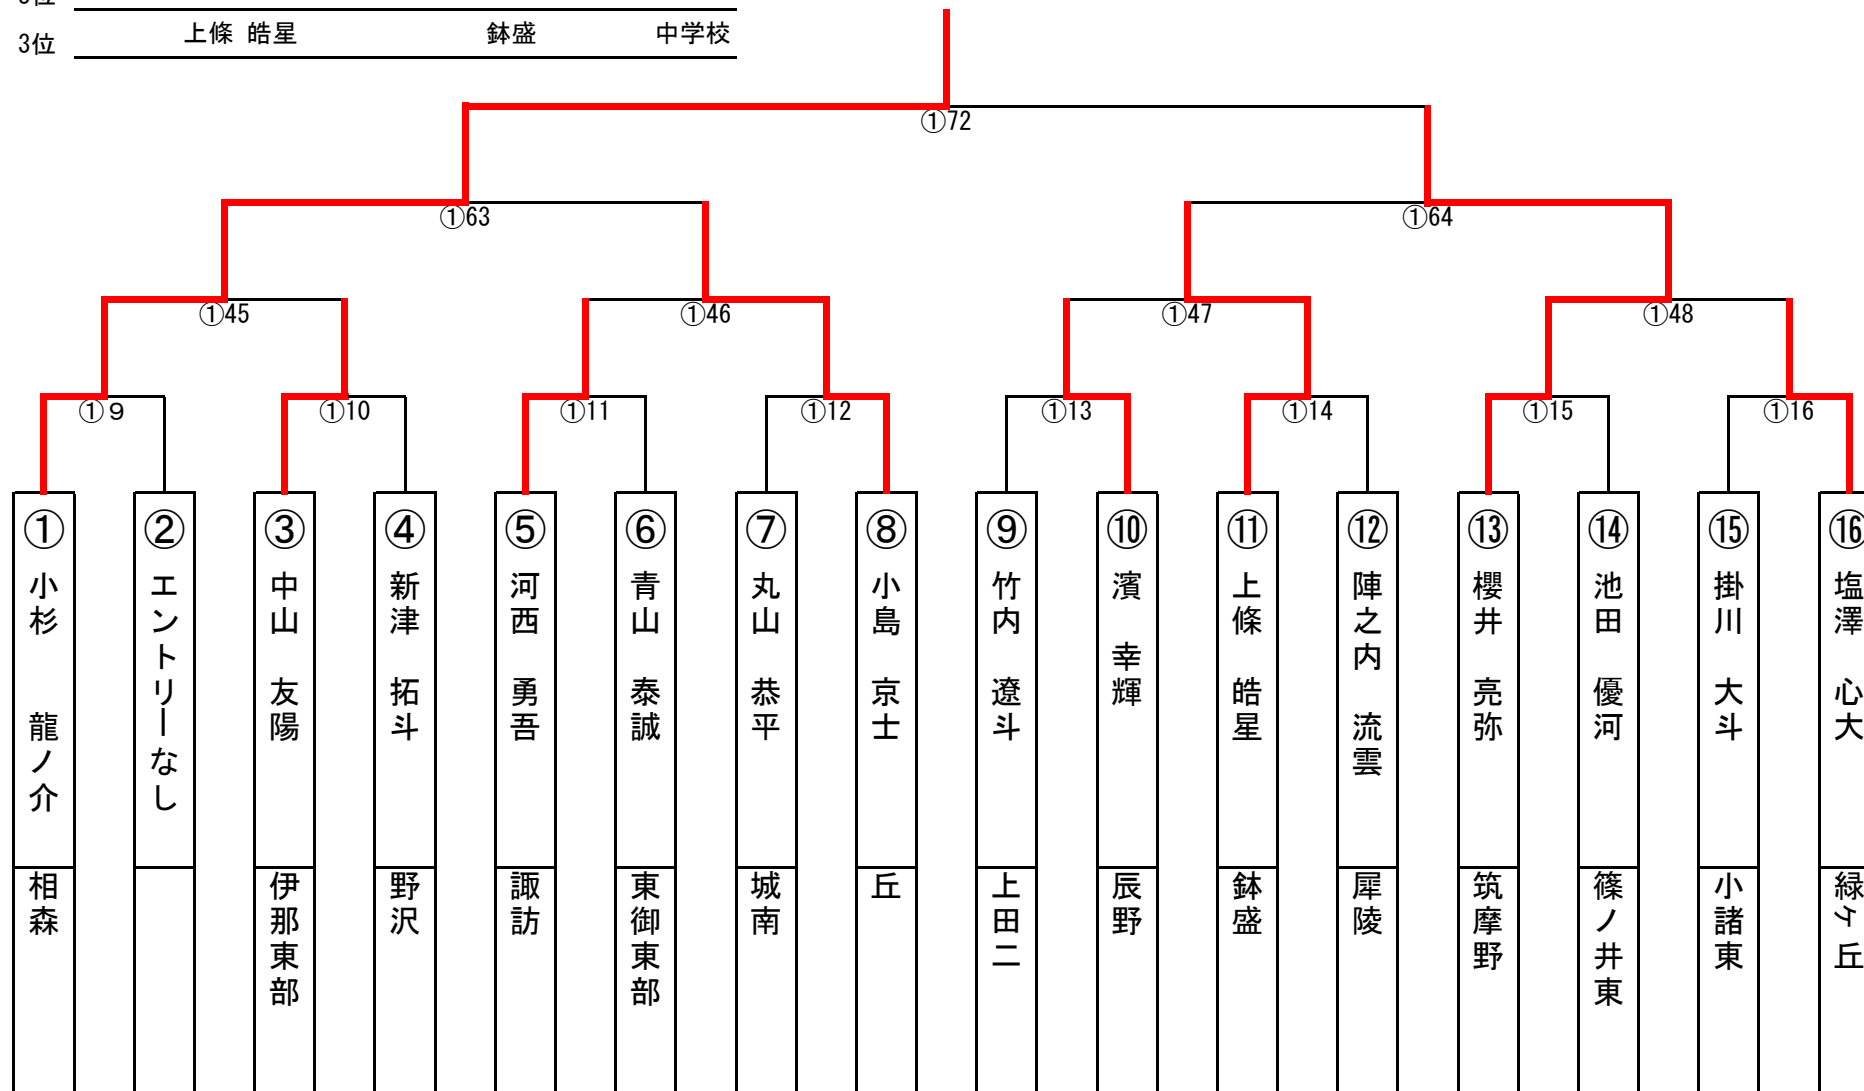 3位 上條 皓星 鉢盛 中学校
①72
①63
①64
①45
①46
①47
①48
①９
①10
①11
①12
①13
①14
①15
①16
①
小杉 龍ノ介
相森
②
エントリーなし
③
中山 友陽
伊那東部
④
新津 拓斗
野沢
⑤
河西 勇吾
諏訪
⑥
青山 泰誠
東御東部
⑦
丸山 恭平
城南
⑧
小島 京士
丘
⑨
竹内 遼斗
上田二
⑩
濱 幸輝
辰野
⑪
上條 皓星
鉢盛
⑫
陣之内 流雲
犀陵
⑬
櫻井 亮弥
筑摩野
⑭
池田 優河
篠ノ井東
⑮
掛川 大斗
小諸東
⑯
塩澤 心大
緑ケ丘